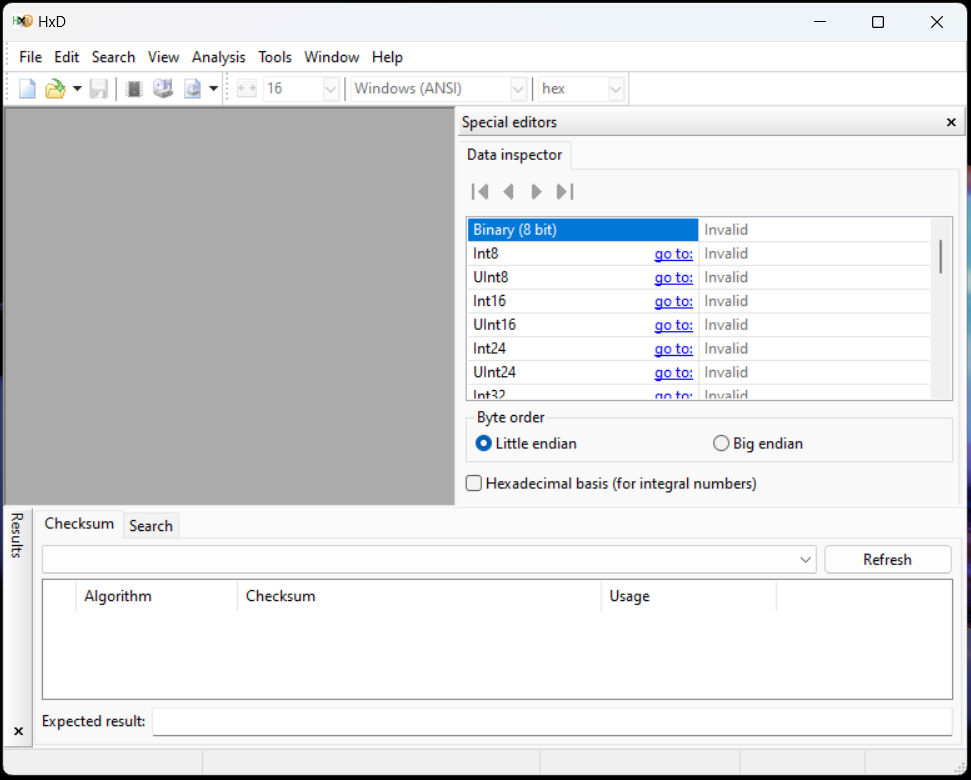 HxD
File Edit Search View Analysis Tools Window Help
16 Windows (ANSI) hex
Special editors
Data inspector
Binary (8 bit) Invalid
Int8 go to: Invalid
UInt8 go to: Invalid
Int16 go to: Invalid
UInt16 go to: Invalid
Int24 go to: Invalid
UInt24 go to: Invalid
Int32 go to: Invalid
Byte order
Little endian Big endian
Hexadecimal basis (for integral numbers)
Results
Checksum Search
Refresh
Algorithm Checksum Usage
Expected result: